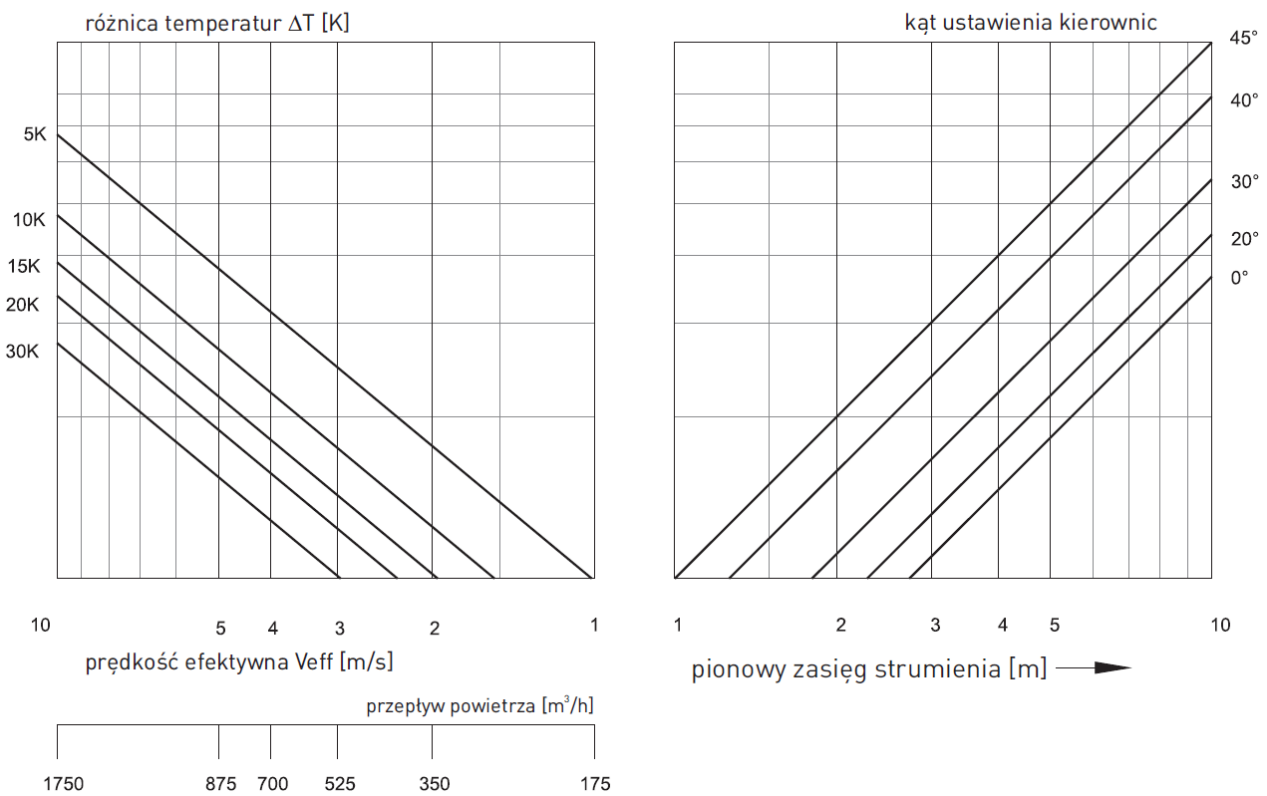 różnica temperatur ΔT [K]
5K
10K
15K
20K
30K
10 5 4 3 2 1
prędkość efektywna Veff [m/s]
przepływ powietrza [m³/h]
1750 875 700 525 350 175
kąt ustawienia kierownic
45°
40°
30°
20°
0°
1 2 3 4 5 10
pionowy zasięg strumienia [m]